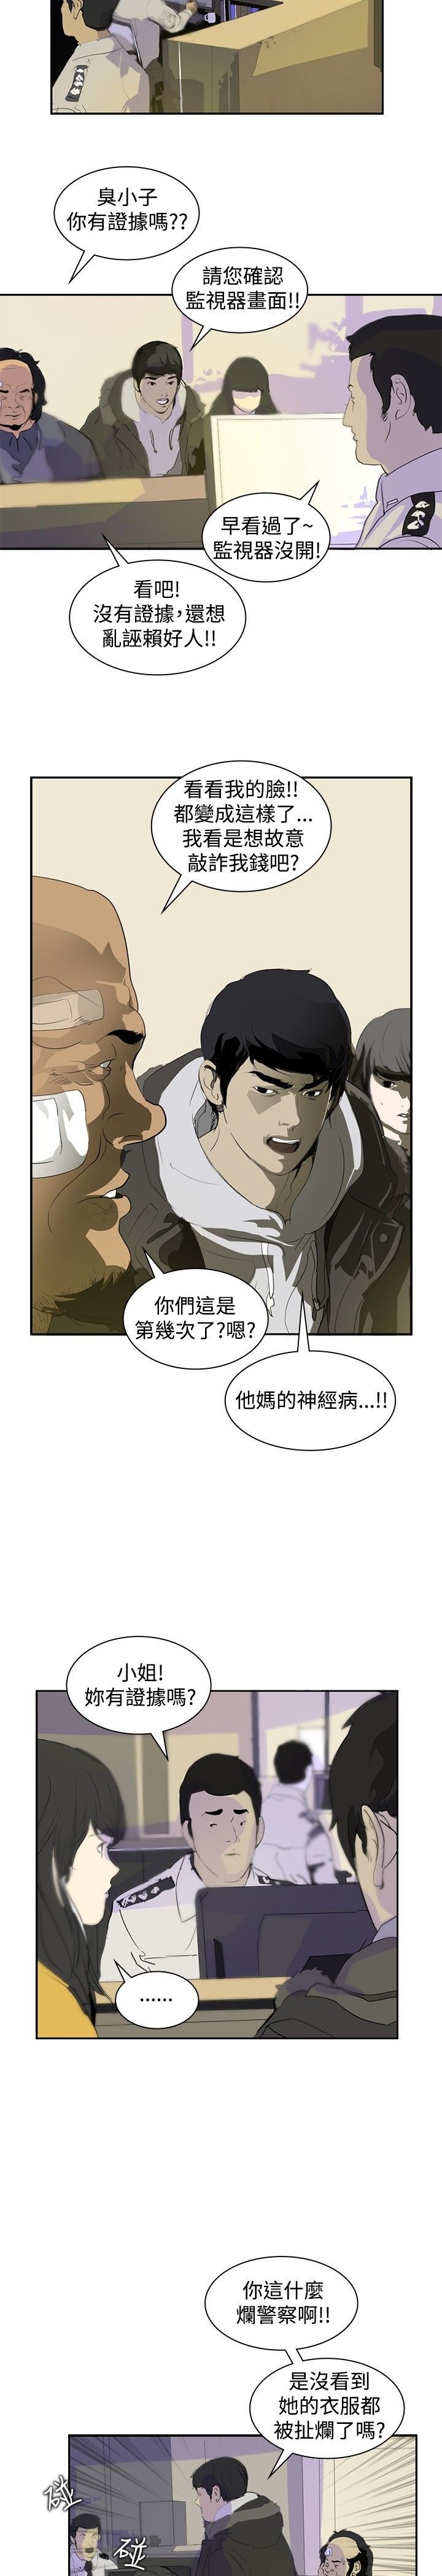 臭小子
你有證據嗎??
請您確認
監視器畫面!!
早看過了~
監視器沒開!
看吧!
沒有證據,還想
亂誣賴好人!!
看看我的臉!!
都變成這樣了...
我看是想故意
敲詐我錢吧?
你們這是
第幾次了?嗯?
他媽的神經病...!!
小姐!
妳有證據嗎?
......
你這什麼
爛警察啊!!
是沒看到
她的衣服都
被扯爛了嗎?
碰
碰